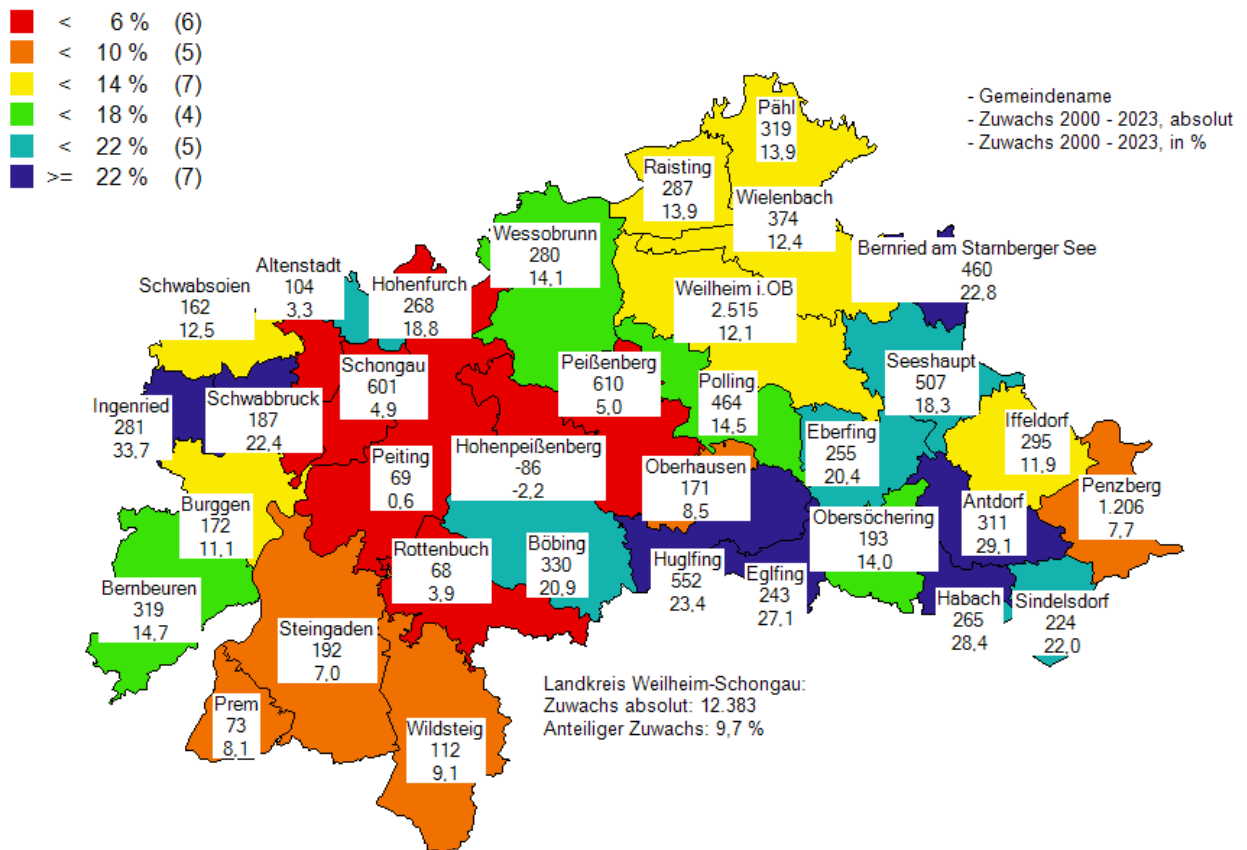 < 6 % (6)
< 10 % (5)
< 14 % (7)
< 18 % (4)
< 22 % (5)
>= 22 % (7)
- Gemeindename
- Zuwachs 2000 - 2023, absolut
- Zuwachs 2000 - 2023, in %
Pähl
319
13,9
Raisting
287
13,9
Wielenbach
374
12,4
Wessobrunn
280
14,1
Bernried am Starnberger See
460
22,8
Altenstadt
104
3,3
Schwabsoien
162
12,5
Hohenfurch
268
18,8
Weilheim i.OB
2.515
12,1
Schongau
601
4,9
Peißenberg
610
5,0
Polling
464
14,5
Seeshaupt
507
18,3
Ingenried
281
33,7
Schwabbruck
187
22,4
Iffeldorf
295
11,9
Eberfing
255
20,4
Peiting
69
0,6
Hohenpeißenberg
-86
-2,2
Oberhausen
171
8,5
Penzberg
1.206
7,7
Burggen
172
11,1
Antdorf
311
29,1
Obersöchering
193
14,0
Rottenbuch
68
3,9
Böbing
330
20,9
Huglfing
552
23,4
Eglfing
243
27,1
Bernbeuren
319
14,7
Habach
265
28,4
Sindelsdorf
224
22,0
Steingaden
192
7,0
Prem
73
8,1
Wildsteig
112
9,1
Landkreis Weilheim-Schongau:
Zuwachs absolut: 12.383
Anteiliger Zuwachs: 9,7 %